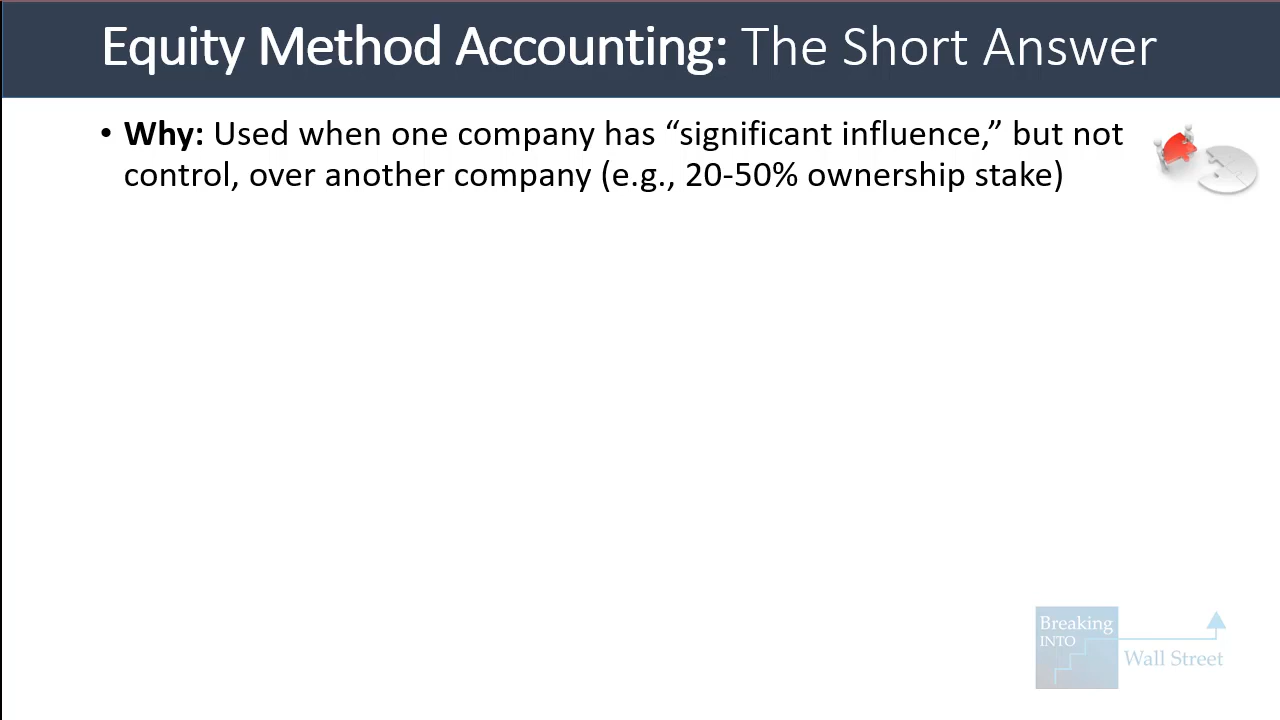 Equity Method Accounting: The Short Answer
• Why: Used when one company has “significant influence,” but not
control, over another company (e.g., 20-50% ownership stake)
Breaking
INTO
Wall Street